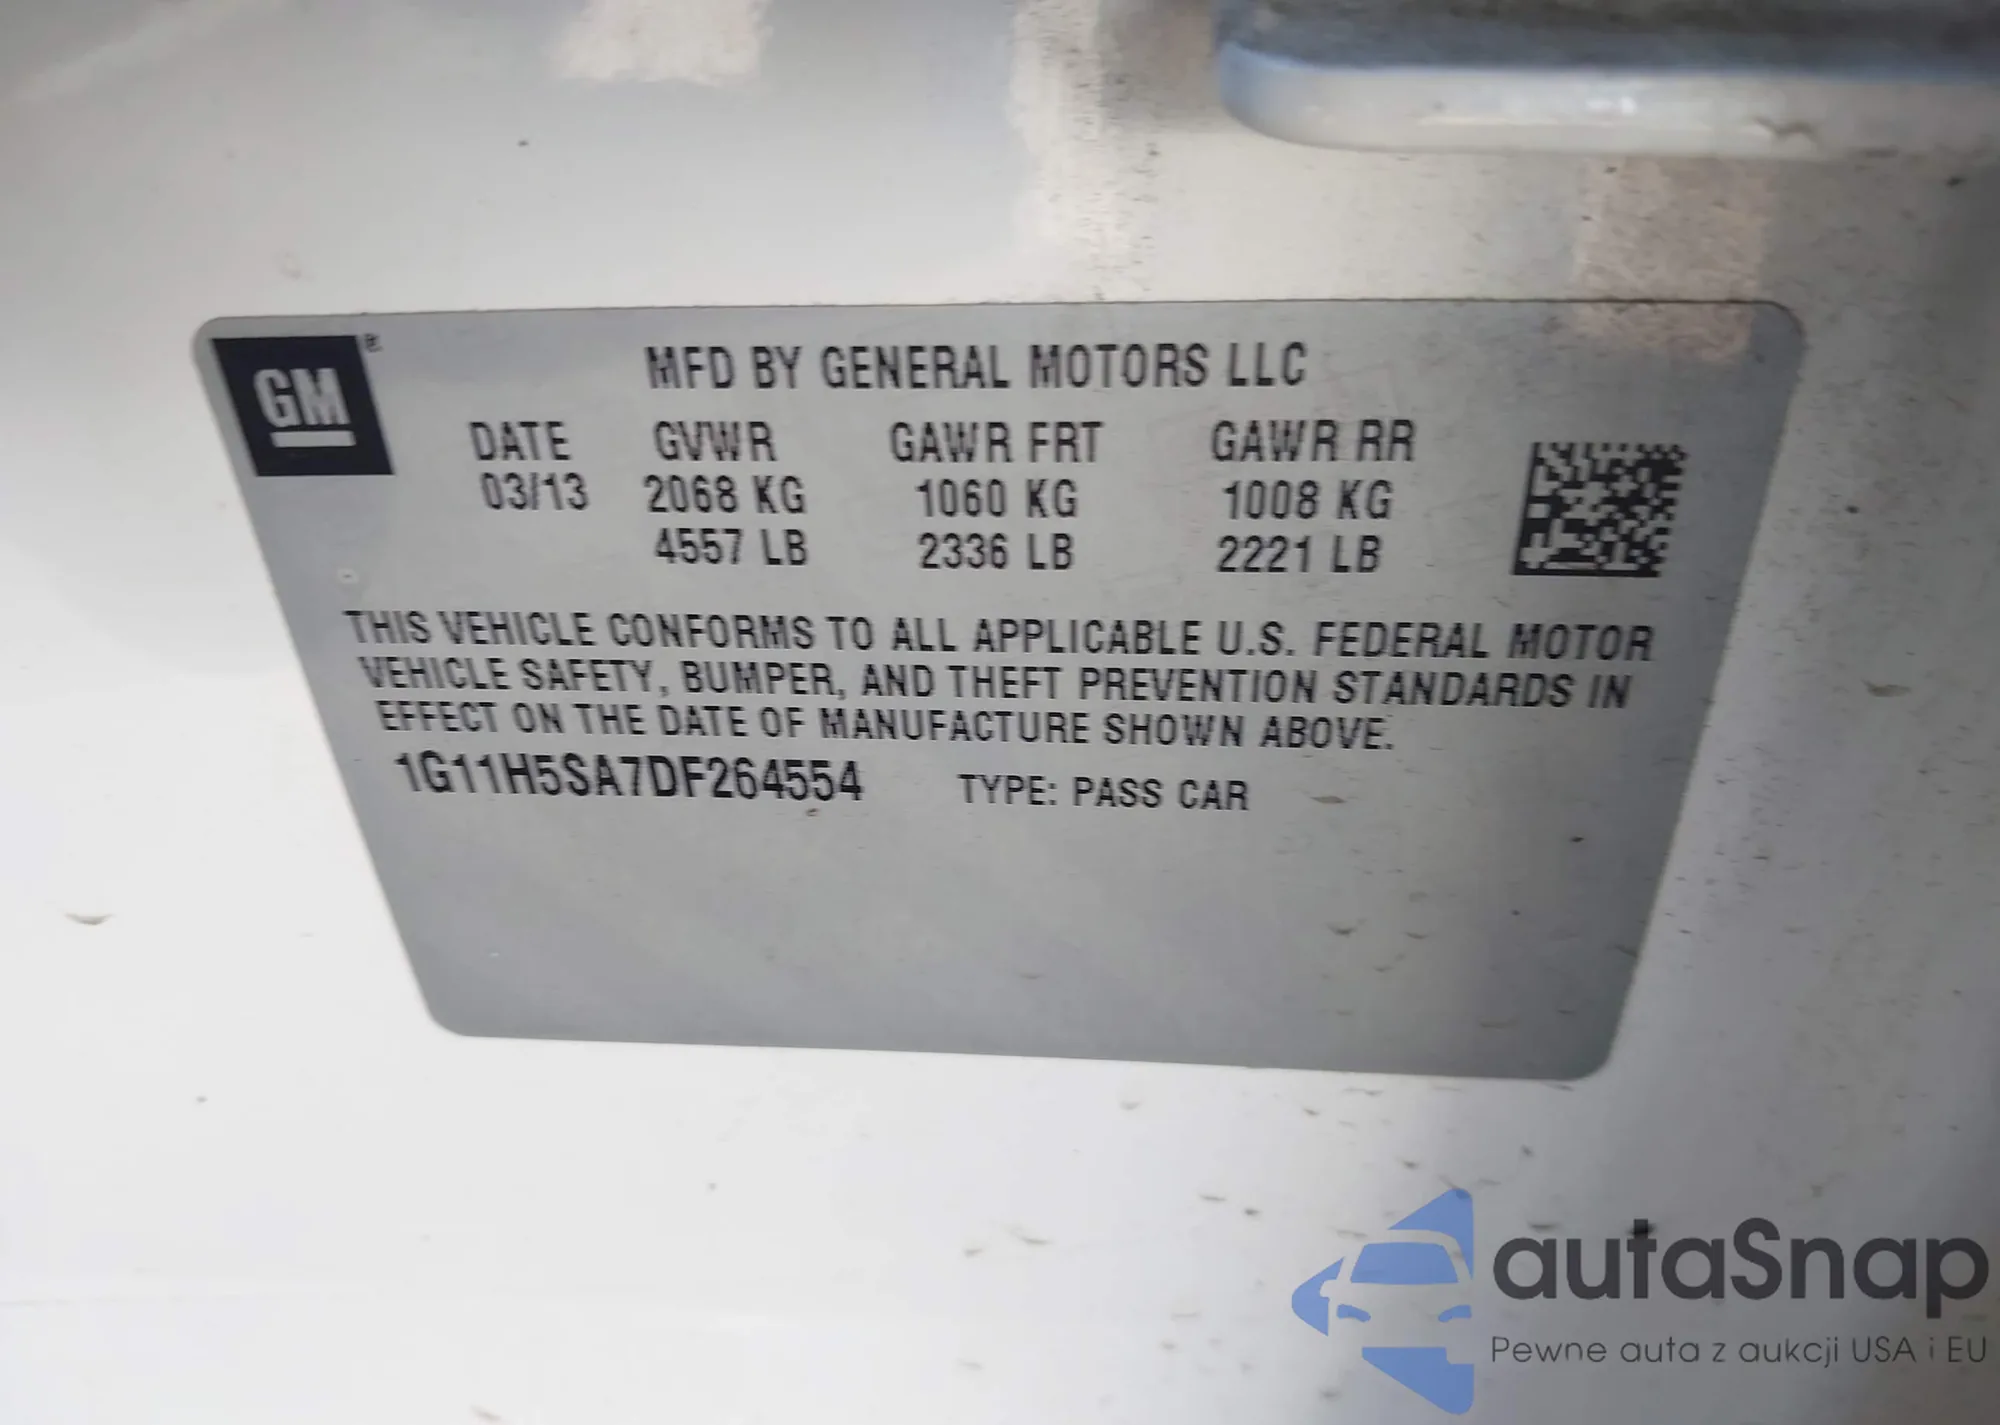 GM
MFD BY GENERAL MOTORS LLC
DATE GVWR GAWR FRT GAWR RR
03/13 2068 KG 1060 KG 1008 KG
4557 LB 2336 LB 2221 LB
THIS VEHICLE CONFORMS TO ALL APPLICABLE U.S. FEDERAL MOTOR
VEHICLE SAFETY, BUMPER, AND THEFT PREVENTION STANDARDS IN
EFFECT ON THE DATE OF MANUFACTURE SHOWN ABOVE.
1G11H5SA7DF264554 TYPE: PASS CAR
autaSnap
Pewne auta z aukcji USA i EU